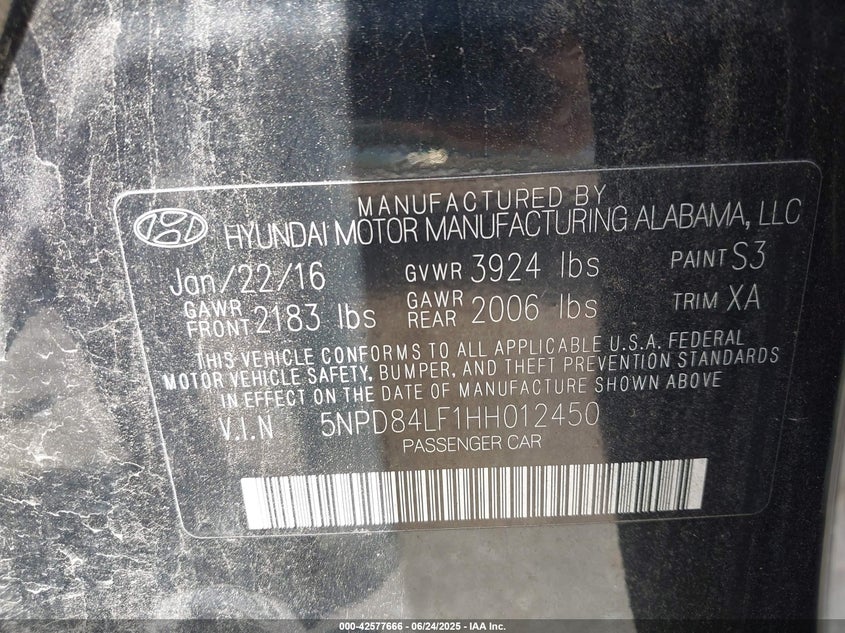 MANUFACTURED BY
HYUNDAI MOTOR MANUFACTURING ALABAMA, LLC
Jan/22/16 GVWR 3924 lbs PAINT S3
GAWR FRONT 2183 lbs GAWR REAR 2006 lbs TRIM XA
THIS VEHICLE CONFORMS TO ALL APPLICABLE U.S.A. FEDERAL
MOTOR VEHICLE SAFETY, BUMPER, AND THEFT PREVENTION STANDARDS
IN EFFECT ON THE DATE OF MANUFACTURE SHOWN ABOVE
V.I.N 5NPD84LF1HH012450
PASSENGER CAR
000-42577666 - 06/24/2025 - IAA Inc.